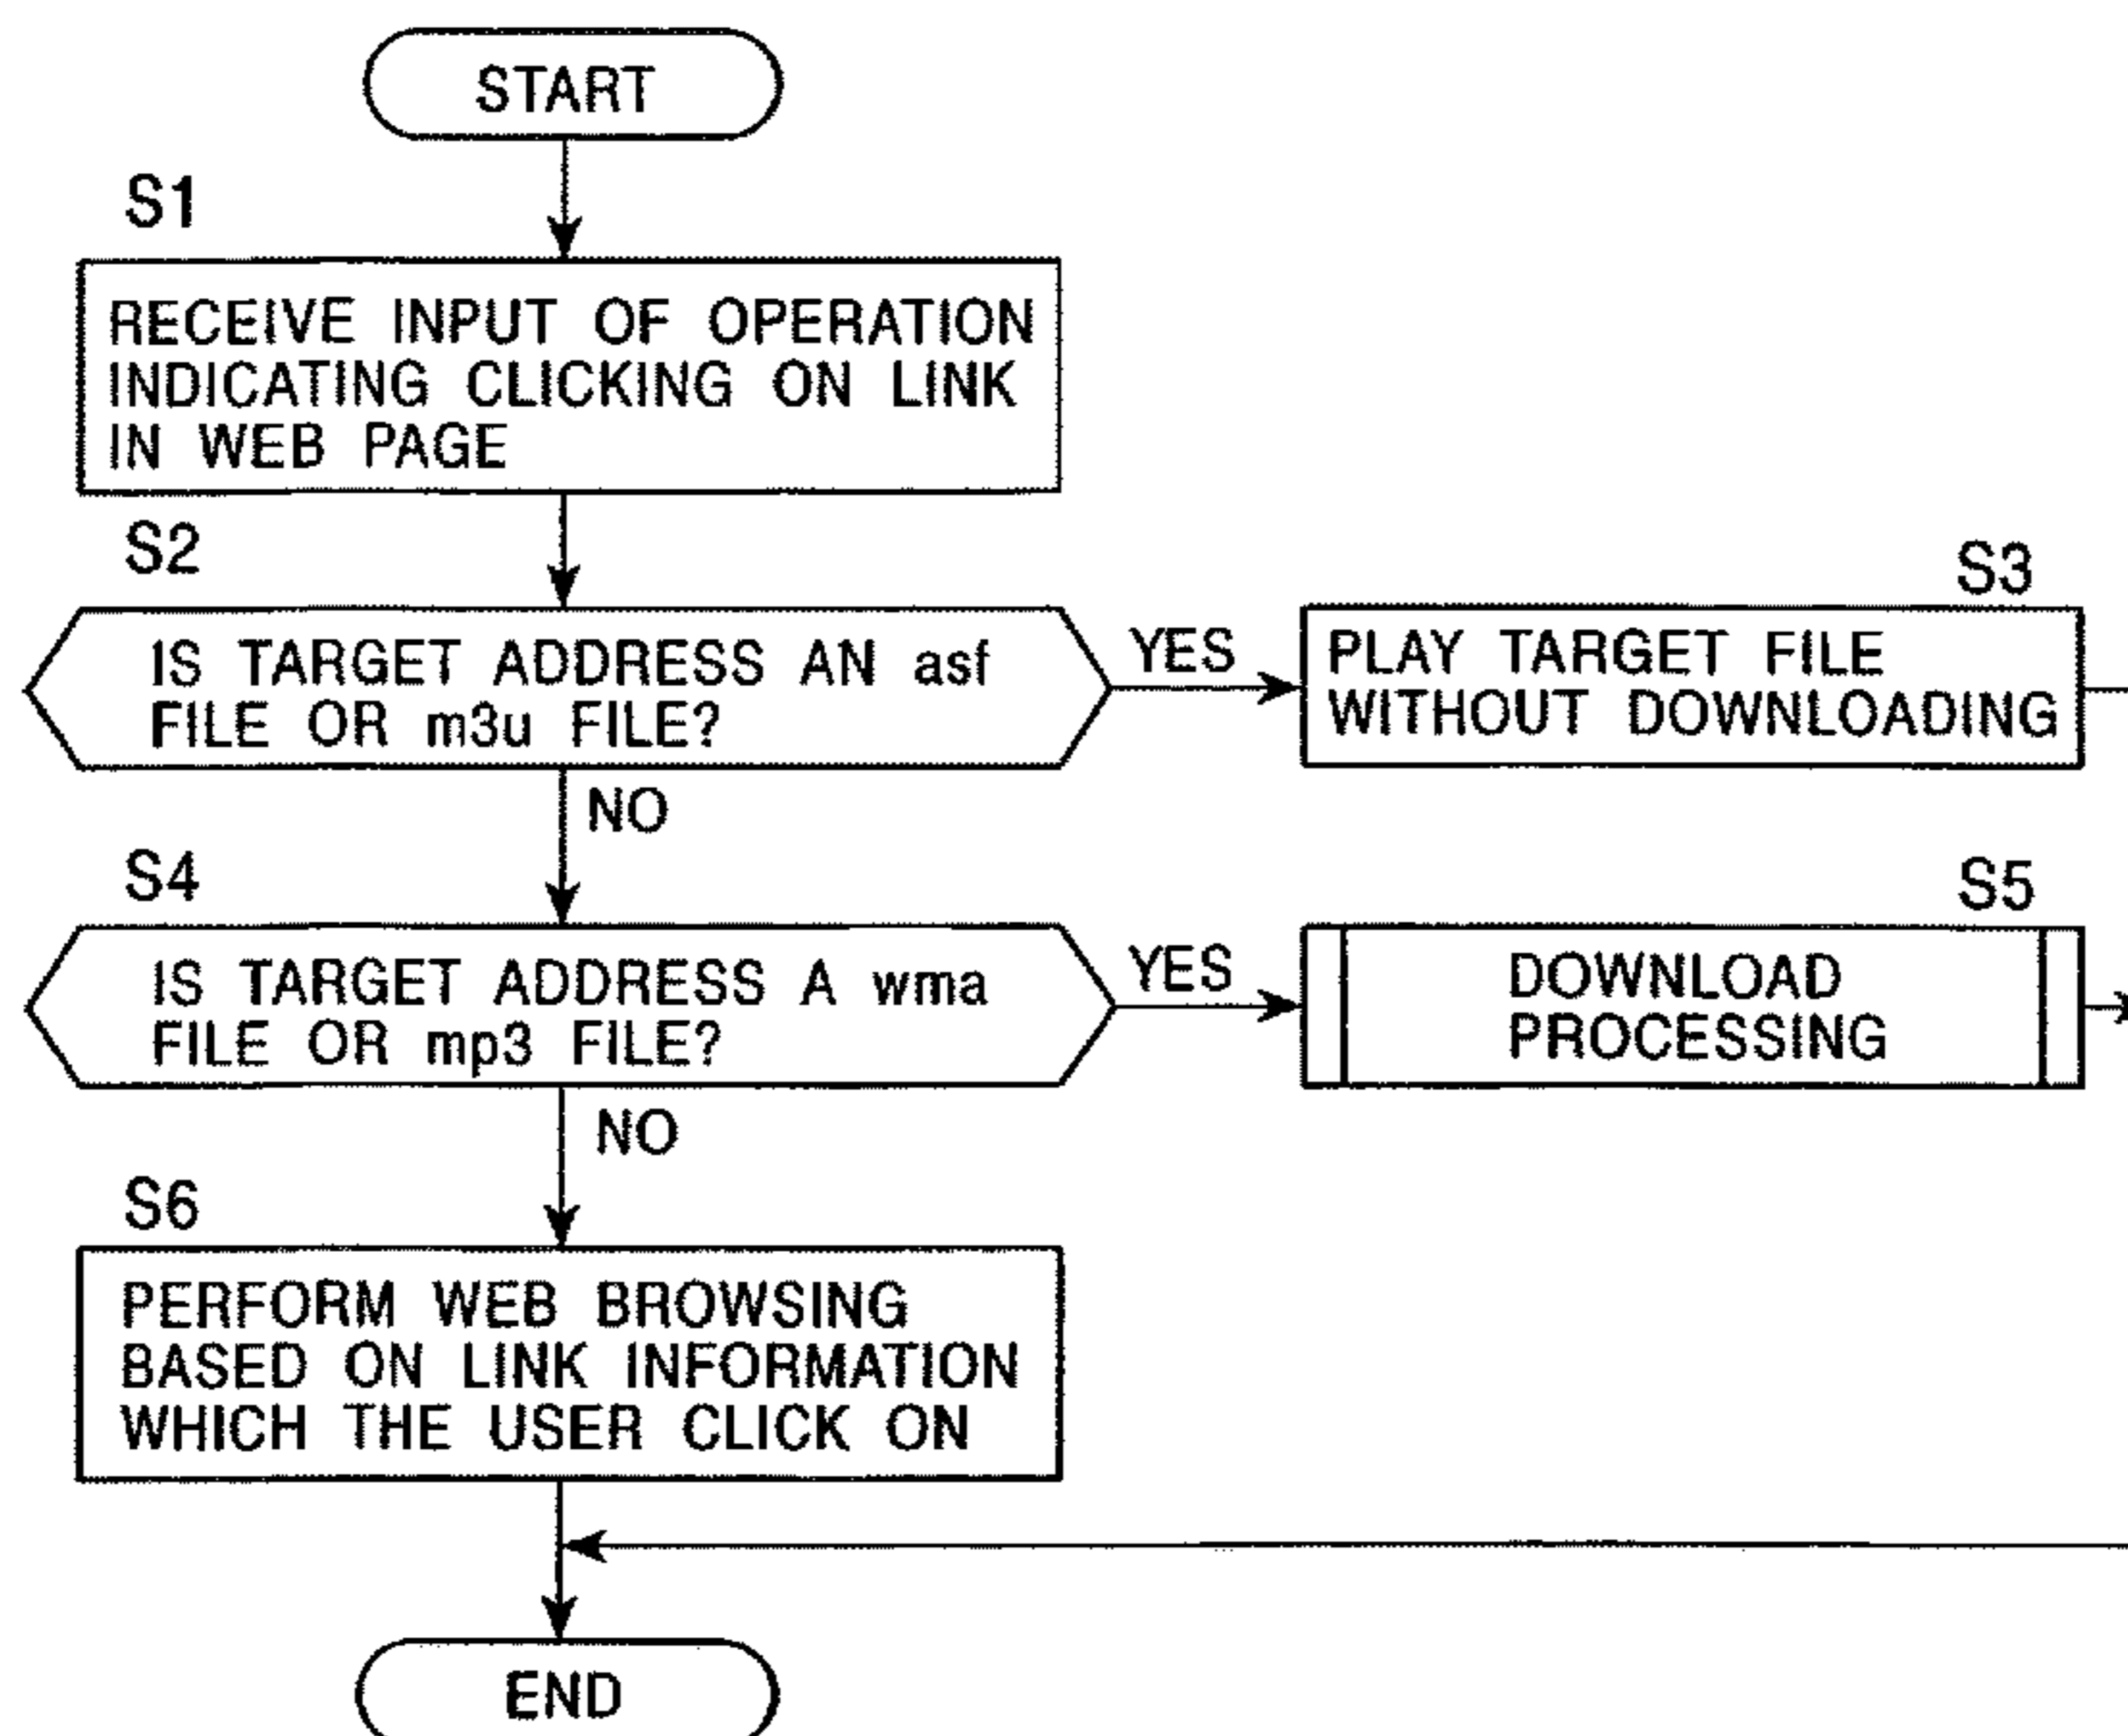 START
S1
RECEIVE INPUT OF OPERATION
INDICATING CLICKING ON LINK
IN WEB PAGE
S2
IS TARGET ADDRESS AN asf
FILE OR m3u FILE?
YES
S3
PLAY TARGET FILE
WITHOUT DOWNLOADING
NO
S4
IS TARGET ADDRESS A wma
FILE OR mp3 FILE?
YES
S5
DOWNLOAD
PROCESSING
NO
S6
PERFORM WEB BROWSING
BASED ON LINK INFORMATION
WHICH THE USER CLICK ON
END